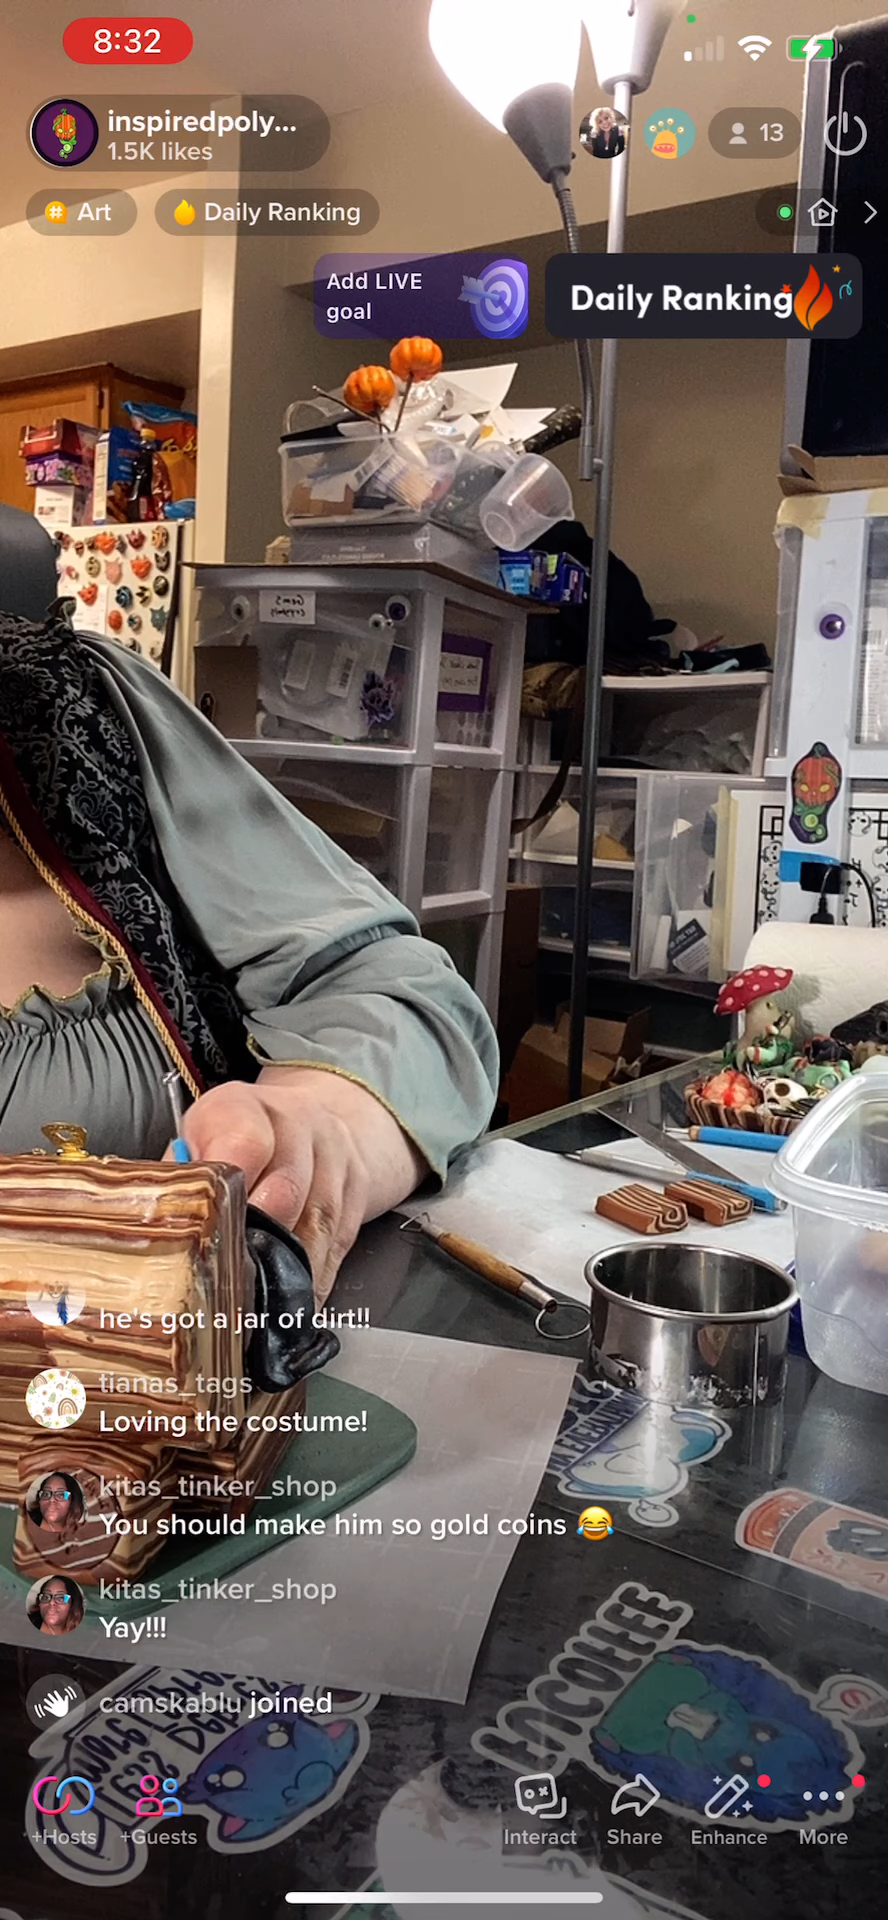 8:32
inspiredpoly...
1.5K likes
13
Art
Daily Ranking
Add LIVE
goal
Daily Ranking
he's got a jar of dirt!!
tianas_tags
Loving the costume!
kitas_tinker_shop
You should make him so gold coins 😂
kitas_tinker_shop
Yay!!!
camskablu joined
+Hosts
+Guests
Interact
Share
Enhance
More